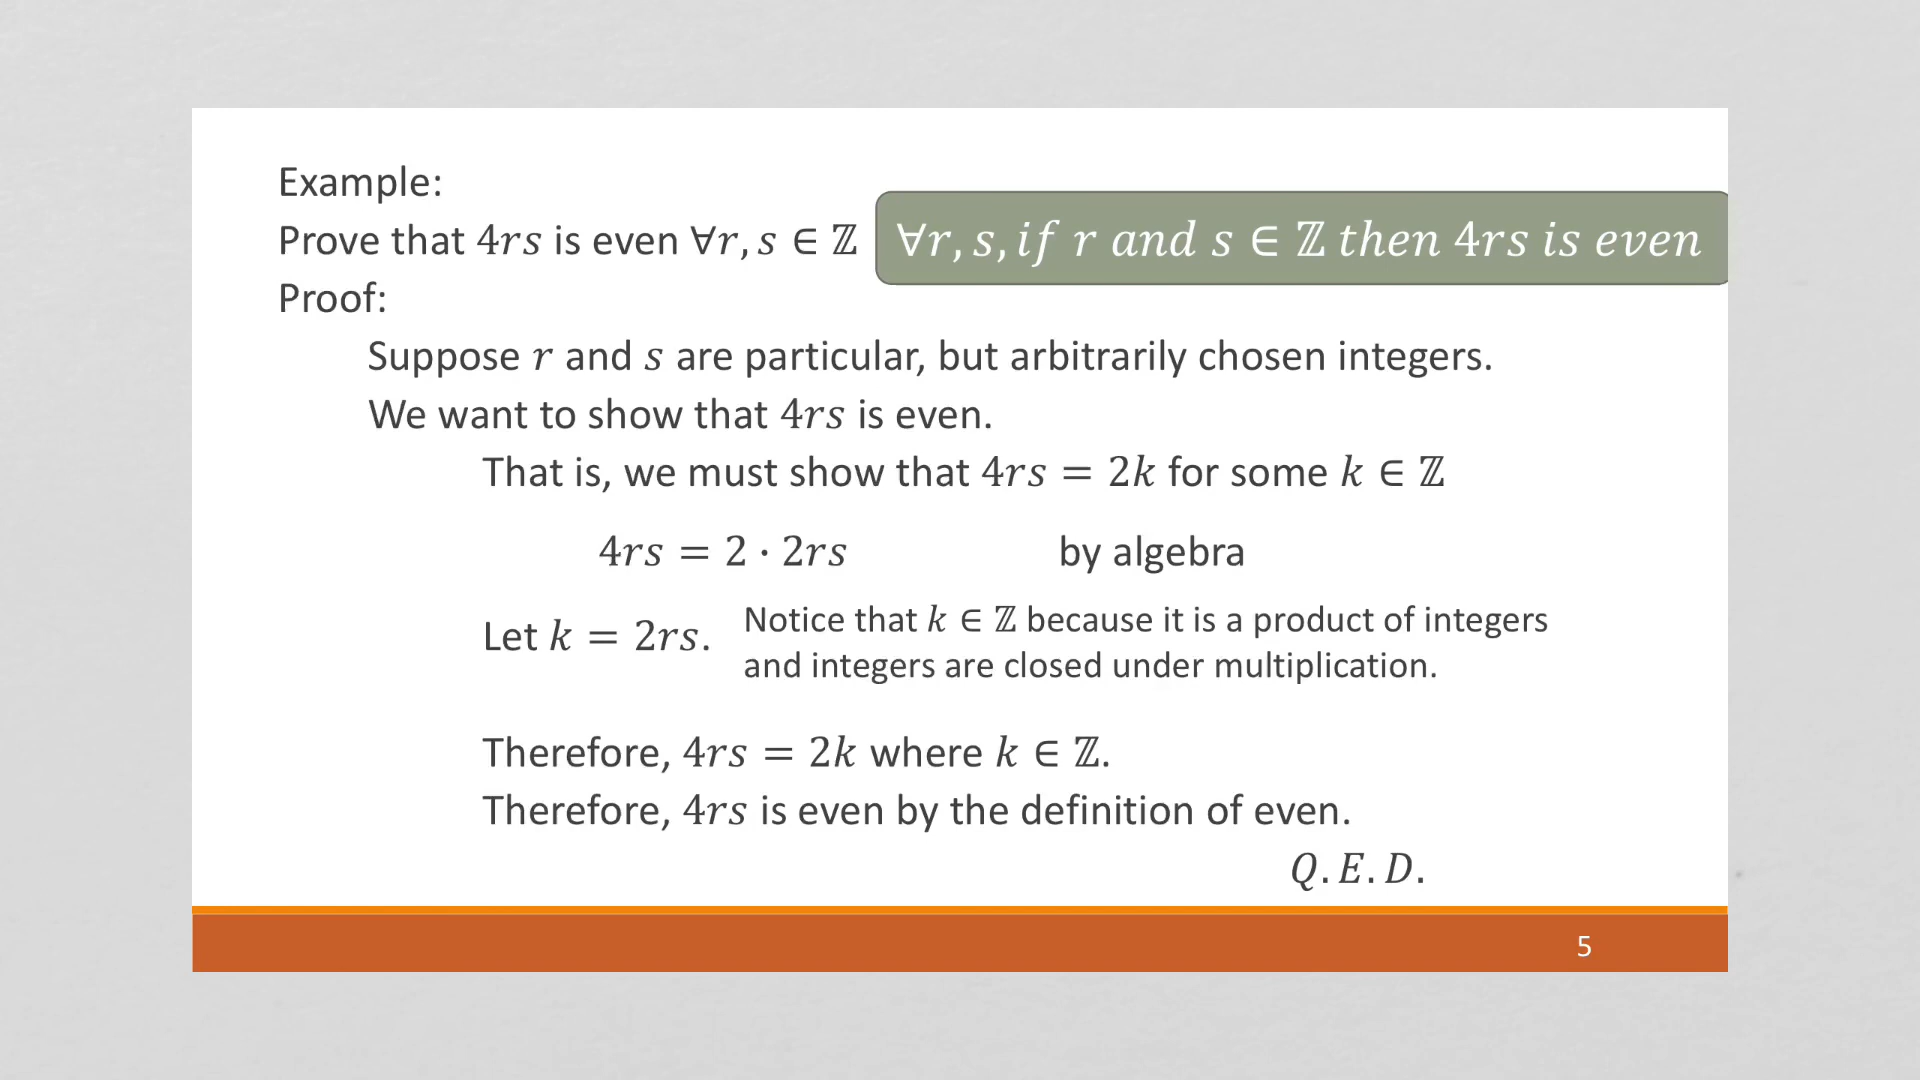 Example:
Prove that 4rs is even ∀r, s ∈ ℤ
∀r, s, if r and s ∈ ℤ then 4rs is even
Proof:
Suppose r and s are particular, but arbitrarily chosen integers.
We want to show that 4rs is even.
That is, we must show that 4rs = 2k for some k ∈ ℤ
4rs = 2 · 2rs by algebra
Let k = 2rs.
Notice that k ∈ ℤ because it is a product of integers
and integers are closed under multiplication.
Therefore, 4rs = 2k where k ∈ ℤ.
Therefore, 4rs is even by the definition of even.
Q.E.D.
5